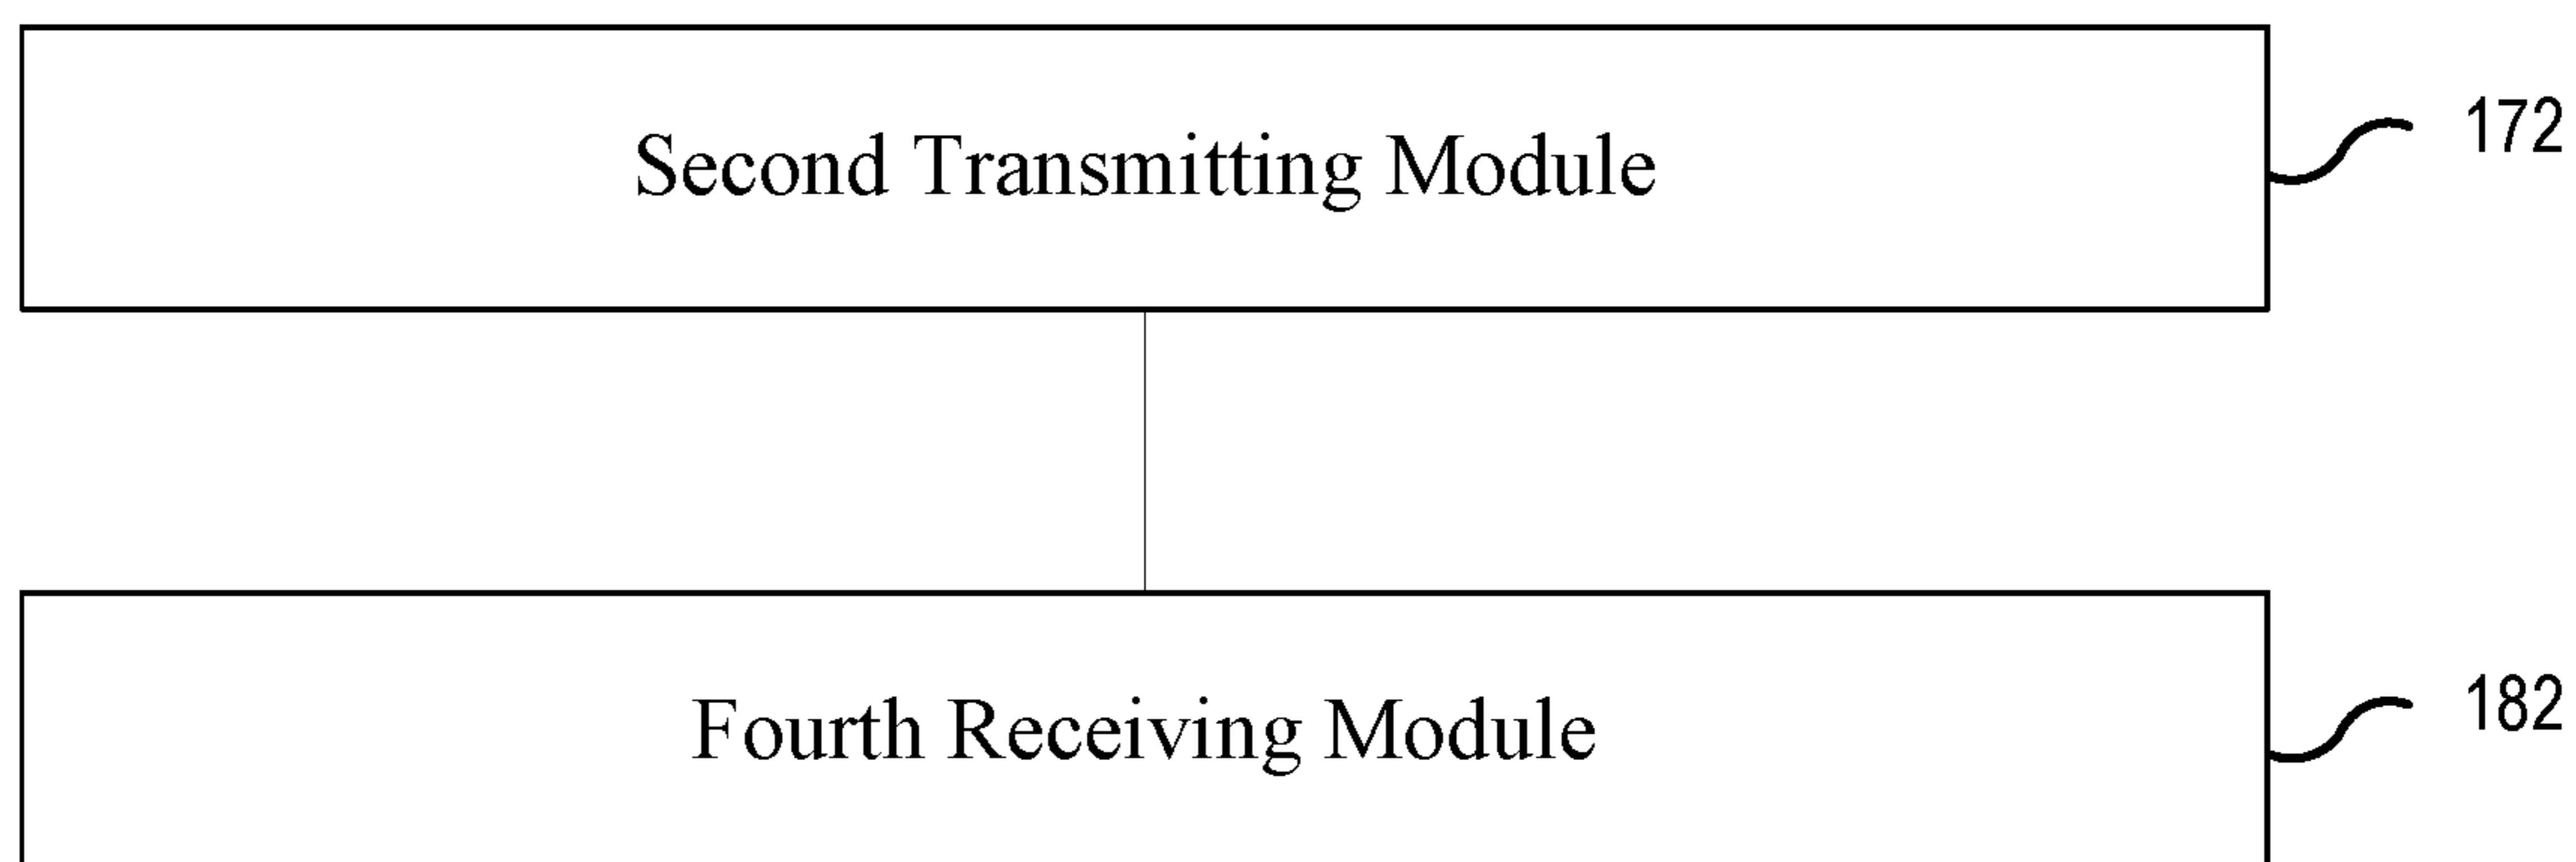 Second Transmitting Module
172
Fourth Receiving Module
182